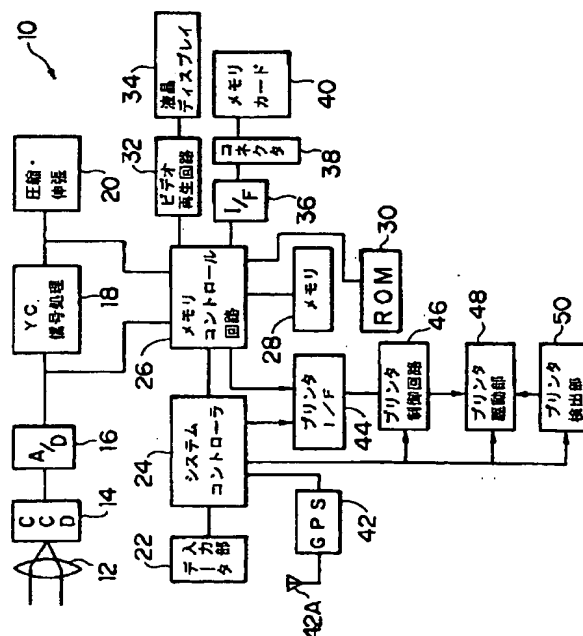 10
圧縮・
伸張
20
YC
信号処理
18
A/D
16
CCD
14
12
液晶
ディスプレイ
34
ビデオ
再生回路
32
メモリ
カード
40
コネクタ
38
I/F
36
メモリ
コントロール
回路
26
メモリ
28
ROM
30
システム
コントローラ
24
データ
入力部
22
GPS
42
42A
プリンタ
I/F
44
プリンタ
制御回路
46
プリンタ
駆動部
48
プリンタ
検出部
50